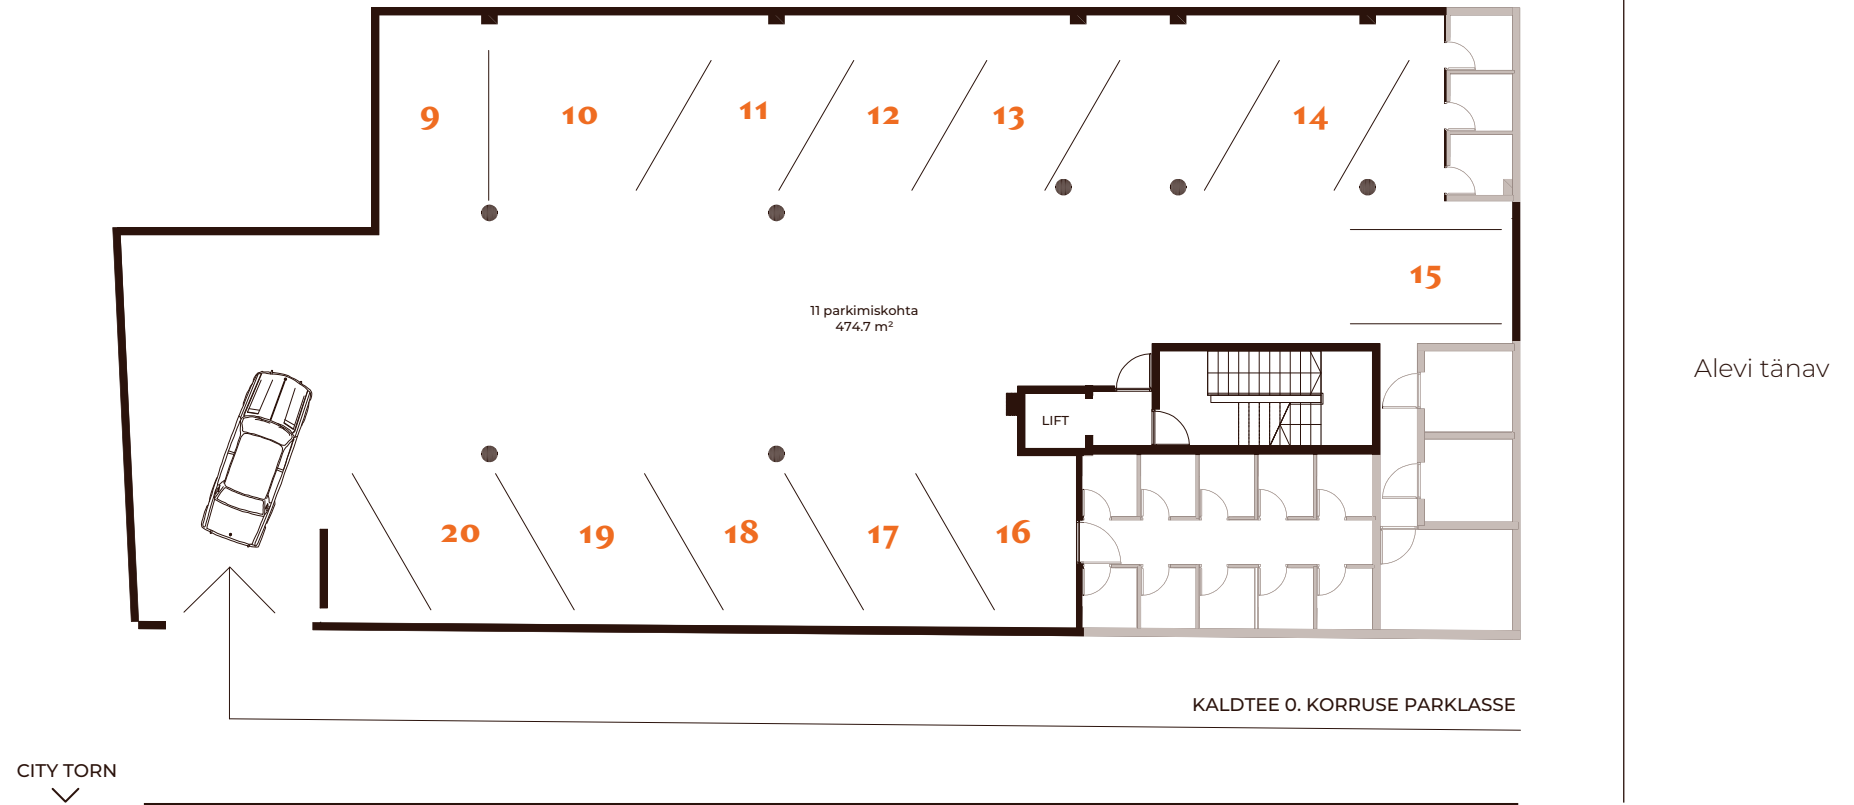 9
10
11
12
13
14
15
11 parkimiskohta
474.7 m²
Alevi tänav
LIFT
20
19
18
17
16
KALDTEE 0. KORRUSE PARKLASSE
CITY TORN